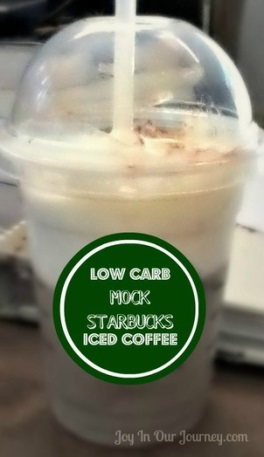 LOW CARB
MOCK
STARBUCKS
ICED COFFEE
Joy In Our Journey.com